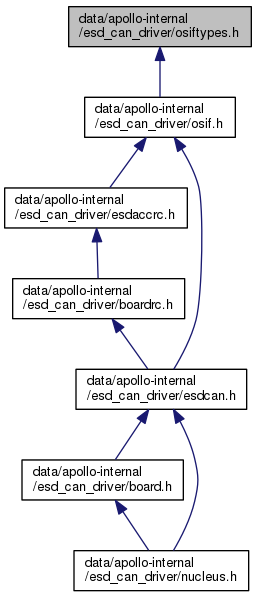 data/apollo-internal
/esd_can_driver/osiftypes.h
data/apollo-internal
/esd_can_driver/osif.h
data/apollo-internal
/esd_can_driver/esdaccrc.h
data/apollo-internal
/esd_can_driver/boardrc.h
data/apollo-internal
/esd_can_driver/esdcan.h
data/apollo-internal
/esd_can_driver/board.h
data/apollo-internal
/esd_can_driver/nucleus.h